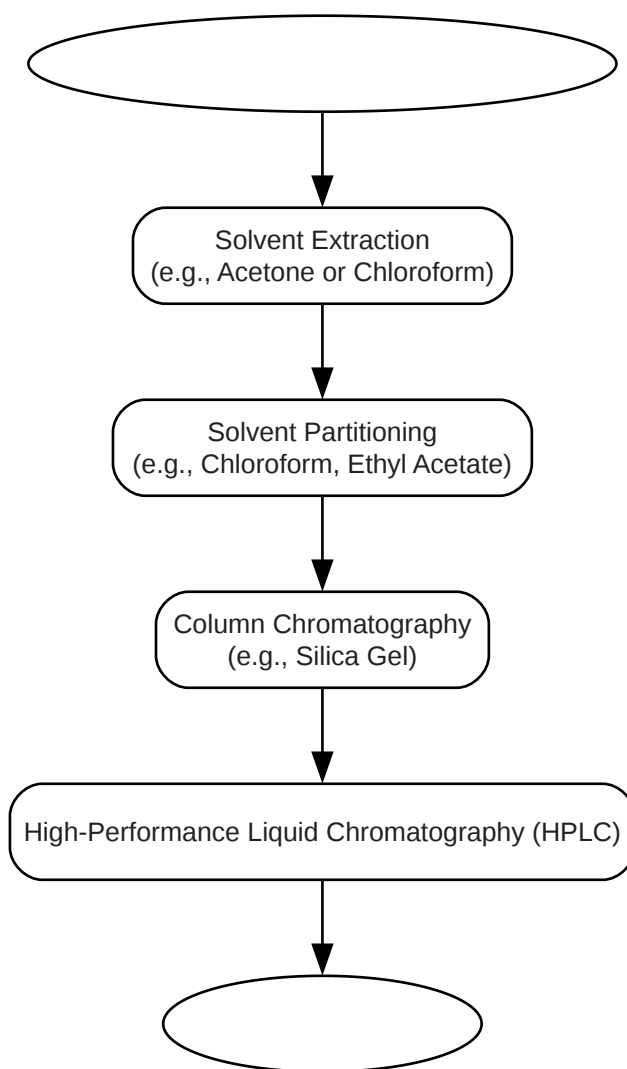 Solvent Extraction
(e.g., Acetone or Chloroform)
Solvent Partitioning
(e.g., Chloroform, Ethyl Acetate)
Column Chromatography
(e.g., Silica Gel)
High-Performance Liquid Chromatography (HPLC)